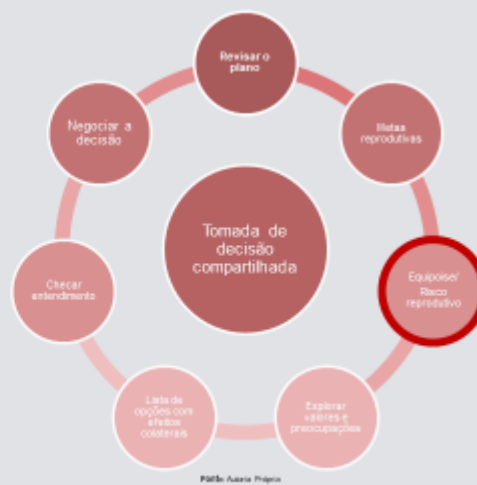 Revisar o
plano
Metas
reprodutivas
Equipoise/
Risco
reprodutivo
Explorar
valores e
preocupações
Lista de
opções com
efeitos
colaterais
Checar
entendimento
Negociar a
decisão
Tomada de
decisão
compartilhada
Fonte: Autoria Própria